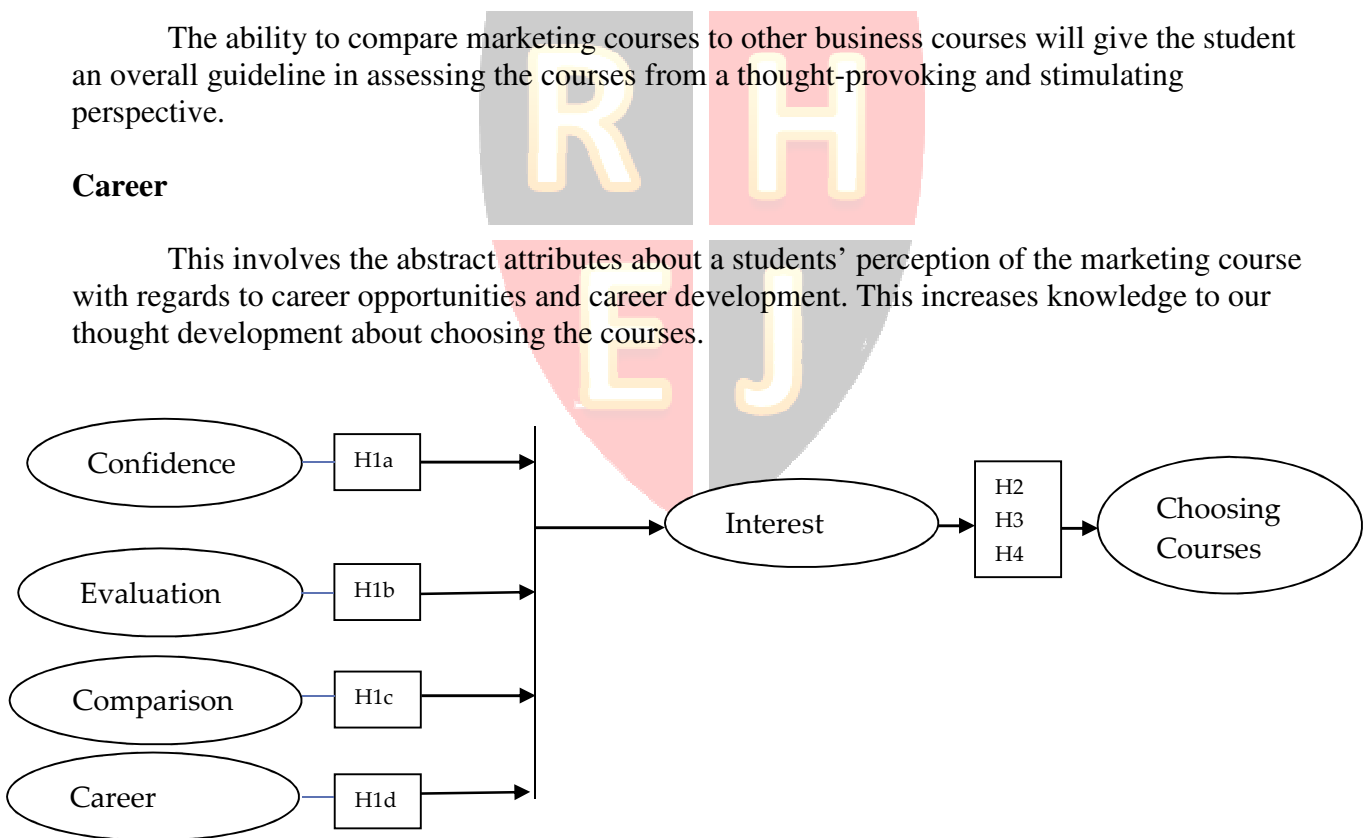 The ability to compare marketing courses to other business courses will give the student
an overall guideline in assessing the courses from a thought-provoking and stimulating
perspective.
Career
This involves the abstract attributes about a students’ perception of the marketing course
with regards to career opportunities and career development. This increases knowledge to our
thought development about choosing the courses.
R H
E J
Confidence
H1a
Evaluation
H1b
Comparison
H1c
Career
H1d
Interest
H2
H3
H4
Choosing
Courses